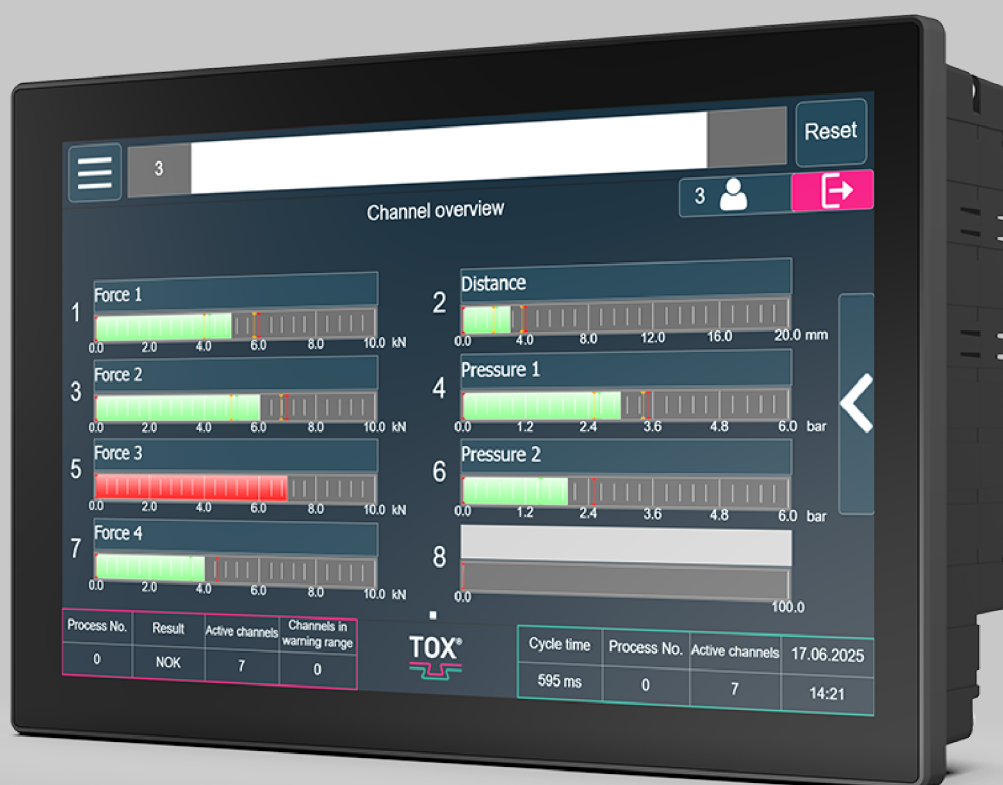 3
Reset
3
Channel overview
1
Force 1
0.0 2.0 4.0 6.0 8.0 10.0 kN
2
Distance
0.0 4.0 8.0 12.0 16.0 20.0 mm
3
Force 2
0.0 2.0 4.0 6.0 8.0 10.0 kN
4
Pressure 1
0.0 1.2 2.4 3.6 4.8 6.0 bar
5
Force 3
0.0 2.0 4.0 6.0 8.0 10.0 kN
6
Pressure 2
0.0 1.2 2.4 3.6 4.8 6.0 bar
7
Force 4
0.0 2.0 4.0 6.0 8.0 10.0 kN
8
0.0 100.0
Process No. Result Active channels Channels in warning range
0 NOK 7 0
TOX®
Cycle time Process No. Active channels 17.06.2025
595 ms 0 7 14:21